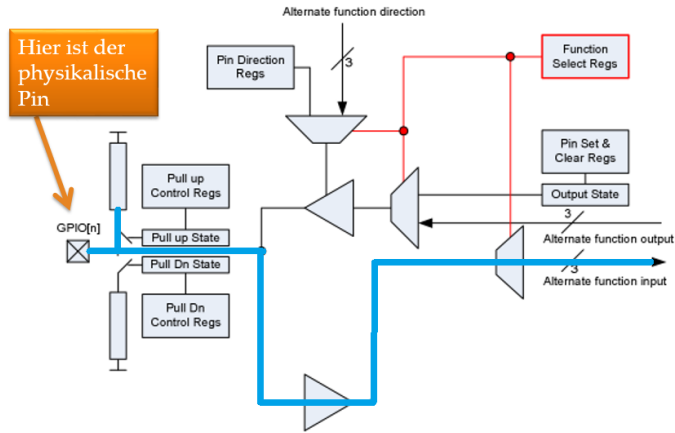 Alternate function direction
Hier ist der
physikalische
Pin
Pin Direction
Regs
3
Function
Select Regs
Pin Set &
Clear Regs
Pull up
Control Regs
Output State
GPIO[n]
Pull up State
3
Alternate function output
Pull Dn State
3
Alternate function input
Pull Dn
Control Regs